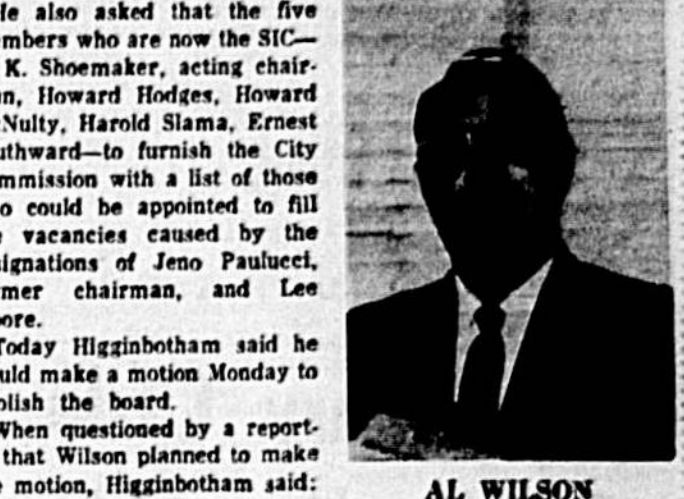 He also asked that the five
mbers who are now the SIC—
K. Shoemaker, acting chair-
n, Howard Hodges, Howard
Nulty, Harold Slama, Ernest
uthward—to furnish the City
mmission with a list of those
o could be appointed to fill
e vacancies caused by the
signations of Jeno Paulucci,
mer chairman, and Lee
ore.
Today Higginbotham said he
uld make a motion Monday to
olish the board.
When questioned by a report-
that Wilson planned to make
e motion, Higginbotham said:
AL WILSON